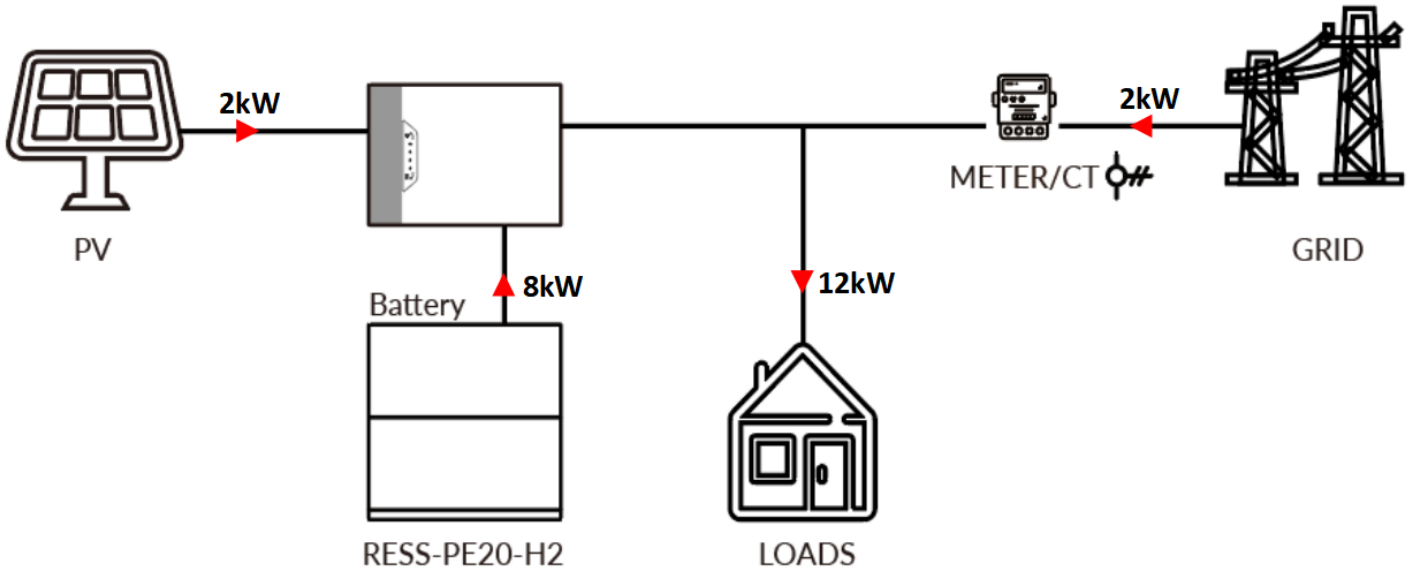 2kW
2kW
METER/CT
PV
GRID
8kW
12kW
Battery
RESS-PE20-H2
LOADS